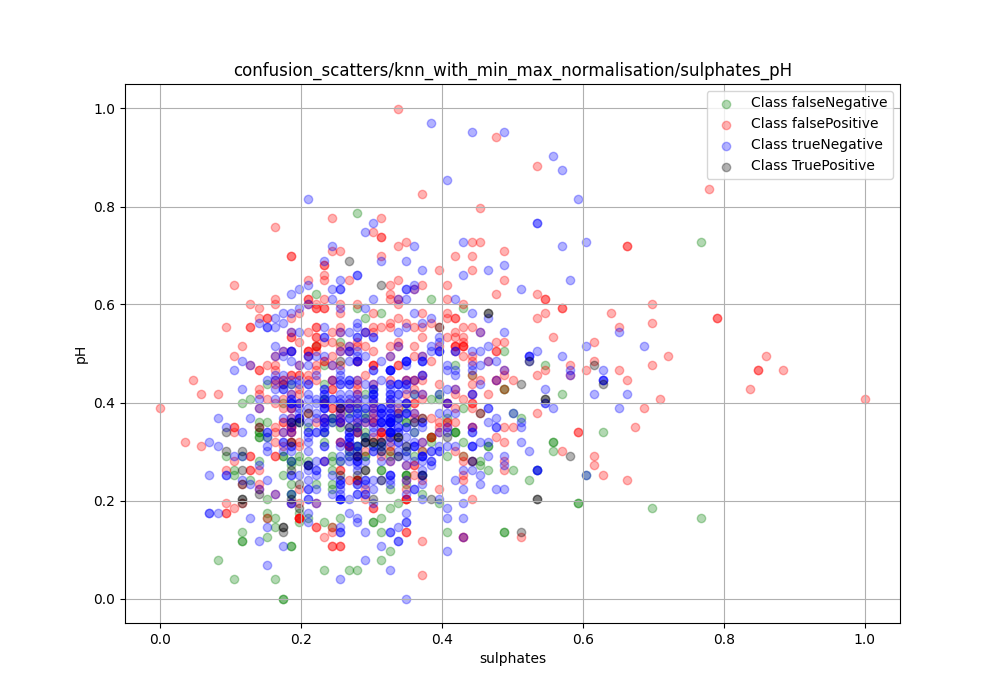 confusion_scatters/knn_with_min_max_normalisation/sulphates_pH
Class falseNegative
Class falsePositive
Class trueNegative
Class TruePositive
1.0
0.8
0.6
0.4
0.2
0.0
pH
0.0 0.2 0.4 0.6 0.8 1.0
sulphates